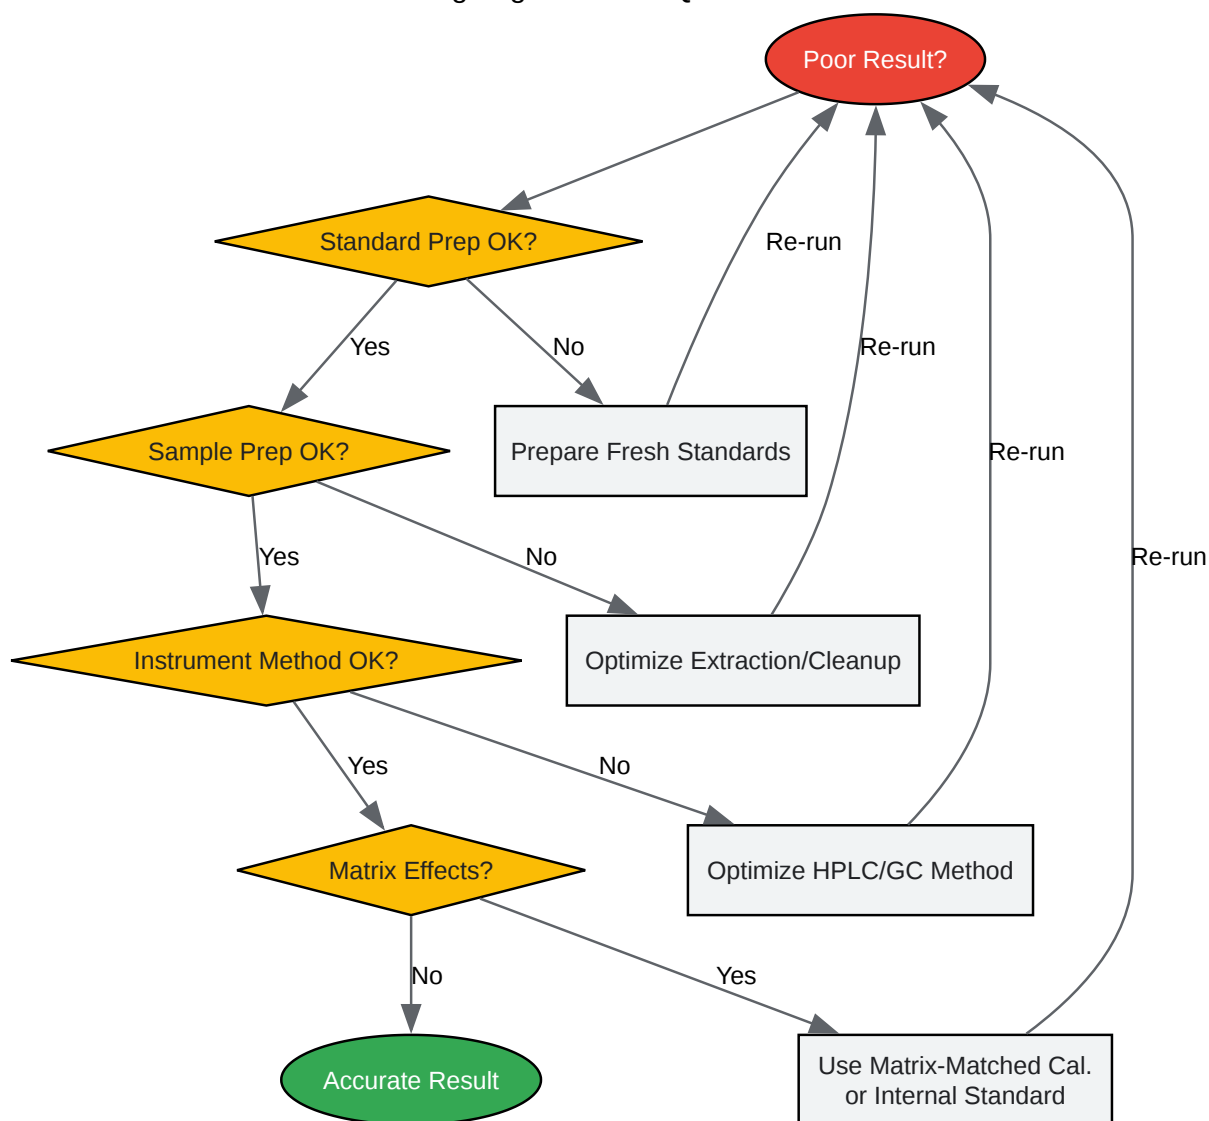 Poor Result?
Standard Prep OK?
Re-run
Yes
No
Re-run
Sample Prep OK?
Prepare Fresh Standards
Re-run
Yes
No
Re-run
Instrument Method OK?
Optimize Extraction/Cleanup
Yes
No
Matrix Effects?
Optimize HPLC/GC Method
No
Yes
Accurate Result
Use Matrix-Matched Cal.
or Internal Standard